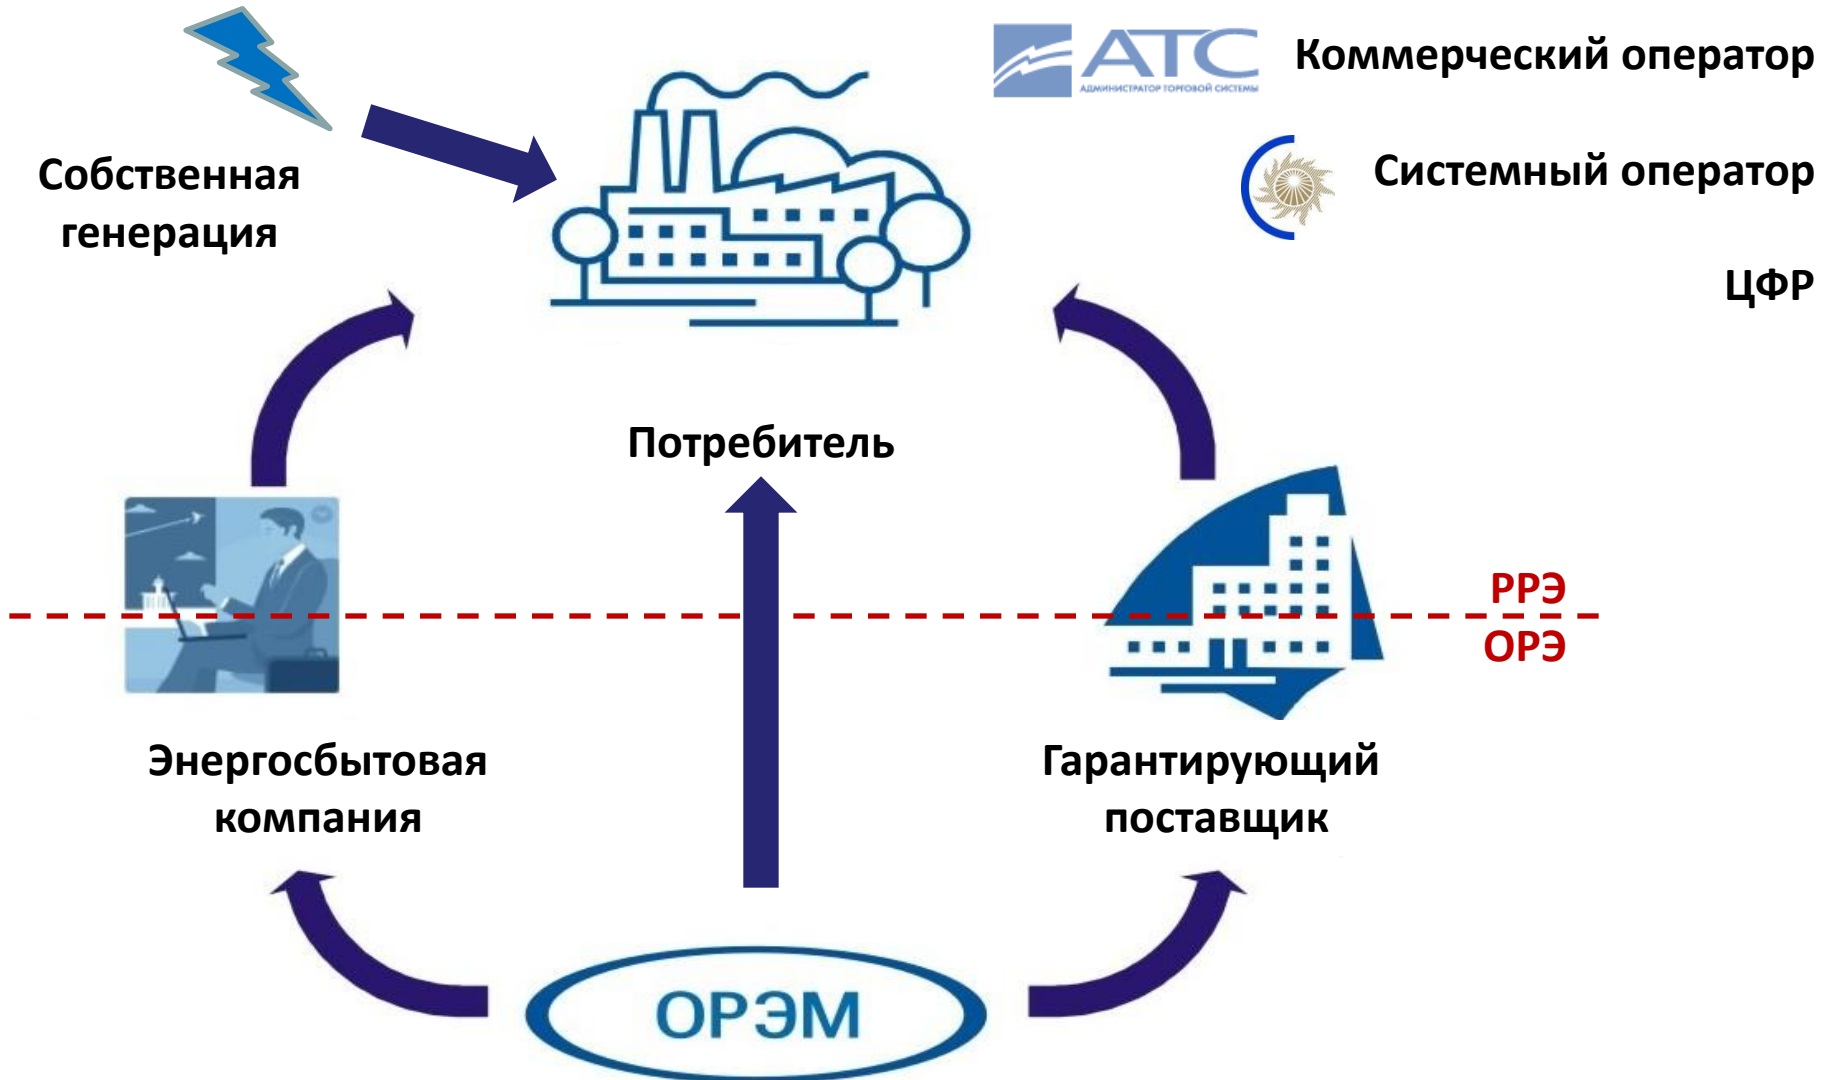 АТС
АДМИНИСТРАТОР ТОРГОВОЙ СИСТЕМЫ
Коммерческий оператор
Собственная
генерация
Системный оператор
ЦФР
Потребитель
РРЭ
ОРЭ
Энергосбытовая
компания
Гарантирующий
поставщик
ОРЭМ